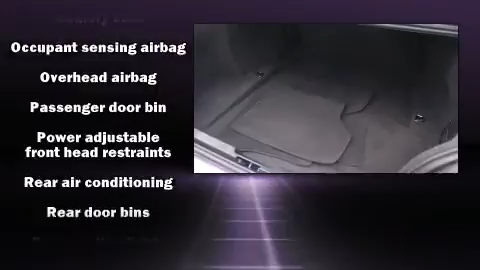 Occupant sensing airbag
Overhead airbag
Passenger door bin
Power adjustable
front head restraints
Rear air conditioning
Rear door bins